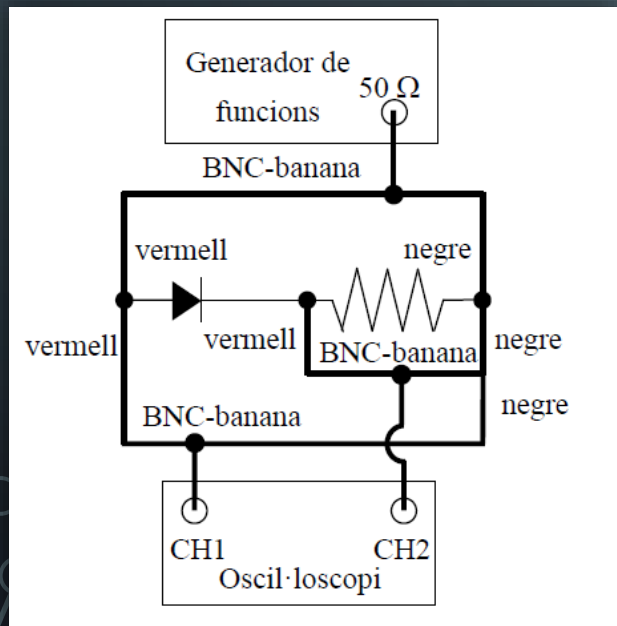 Generador de
funcions
50 Ω
BNC-banana
vermell
negre
vermell
vermell
BNC-banana
negre
negre
BNC-banana
CH1
CH2
Oscil·loscopi